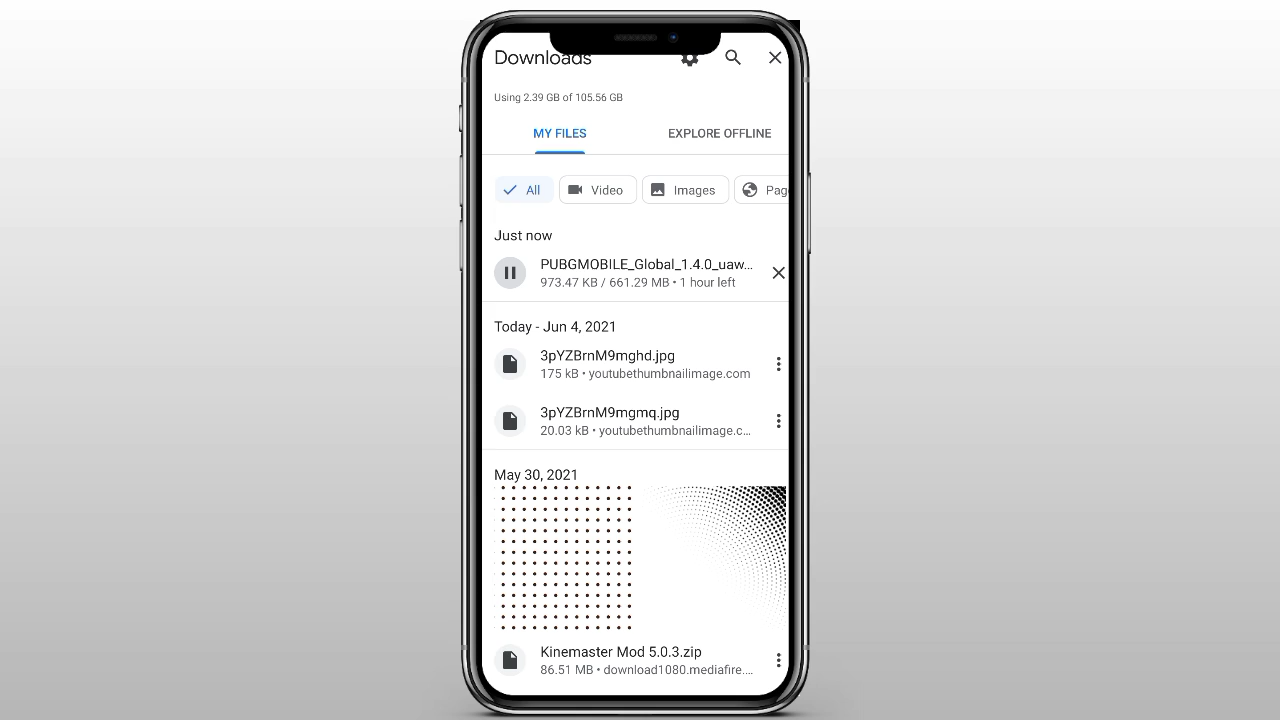 Downloads
Using 2.39 GB of 105.56 GB
MY FILES
EXPLORE OFFLINE
All
Video
Images
Pag
Just now
PUBGMOBILE_Global_1.4.0_uaw...
973.47 KB / 661.29 MB • 1 hour left
Today - Jun 4, 2021
3pYZBrnM9mghd.jpg
175 kB • youtubethumbnailimage.com
3pYZBrnM9mgmq.jpg
20.03 kB • youtubethumbnailimage.c...
May 30, 2021
Kinemaster Mod 5.0.3.zip
86.51 MB • download1080.mediafire....